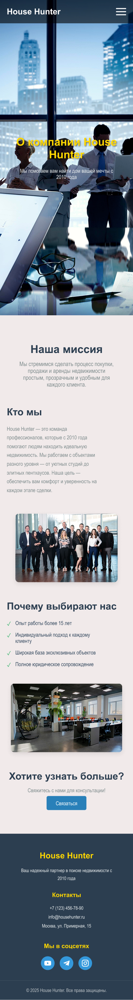 House Hunter
О компании House
Hunter
Мы помогаем вам найти дом вашей мечты с
2010 года
Наша миссия
Мы стремимся сделать процесс покупки,
продажи и аренды недвижимости
простым, прозрачным и удобным для
каждого клиента.
Кто мы
House Hunter — это команда
профессионалов, которые с 2010 года
помогают людям находить идеальную
недвижимость. Мы работаем с объектами
разного уровня — от уютных студий до
элитных пентхаусов. Наша цель —
обеспечить вам комфорт и уверенность на
каждом этапе сделки.
Почему выбирают нас
✓ Опыт работы более 15 лет
✓ Индивидуальный подход к каждому
клиенту
✓ Широкая база эксклюзивных объектов
✓ Полное юридическое сопровождение
Хотите узнать больше?
Свяжитесь с нами для консультации!
Связаться
House Hunter
Ваш надежный партнер в поиске недвижимости с
2010 года
Контакты
+7 (123) 456-78-90
info@househunter.ru
Москва, ул. Примерная, 15
Мы в соцсетях
© 2025 House Hunter. Все права защищены.